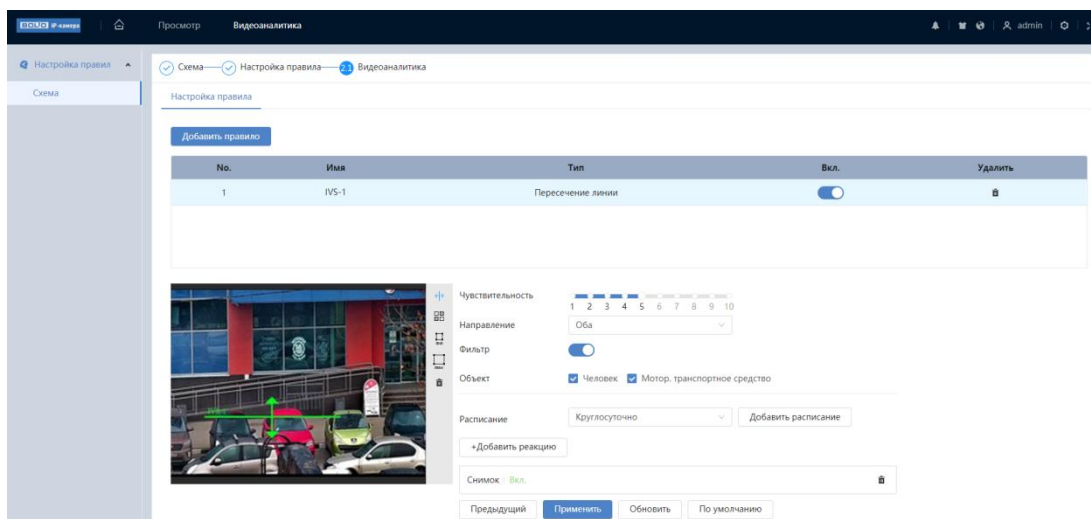 BOLID IP-камера Просмотр Видеоаналитика admin
Настройка правил
Схема
Схема Настройка правила 2.1 Видеоаналитика
Настройка правила
Добавить правило
No. Имя Тип Вкл. Удалить
1 IVS-1 Пересечение линии
Чувствительность
1 2 3 4 5 6 7 8 9 10
Направление Оба
Фильтр
Объект Человек Мотор. транспортное средство
IVS-1
Расписание Круглосуточно Добавить расписание
+Добавить реакцию
Снимок Вкл.
Предыдущий Применить Обновить По умолчанию